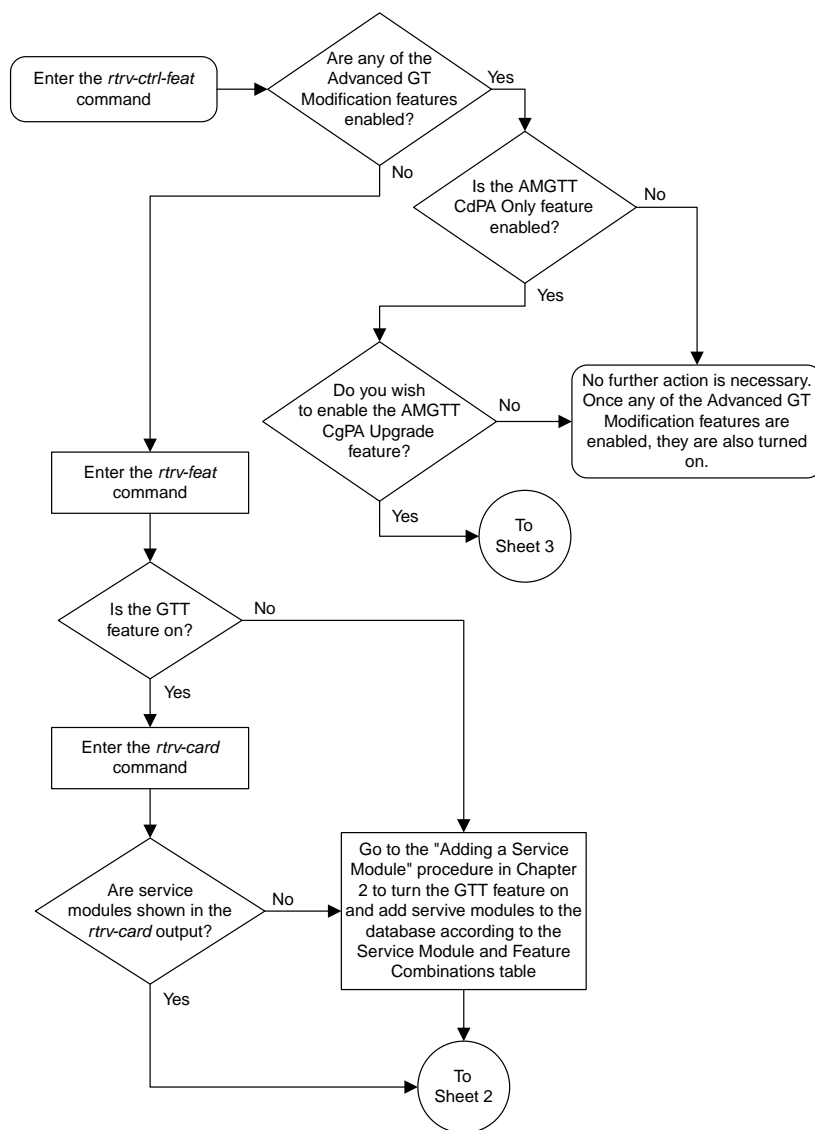 Enter the rtrv-ctrl-feat
command
Are any of the
Advanced GT
Modification features
enabled?
Yes
No
Is the AMGTT
CdPA Only feature
enabled?
No
Yes
Do you wish
to enable the AMGTT
CgPA Upgrade
feature?
No
Yes
No further action is necessary.
Once any of the Advanced GT
Modification features are
enabled, they are also turned
on.
To
Sheet 3
Enter the rtrv-feat
command
Is the GTT
feature on?
No
Yes
Enter the rtrv-card
command
Are service
modules shown in the
rtrv-card output?
No
Yes
Go to the "Adding a Service
Module" procedure in Chapter
2 to turn the GTT feature on
and add servive modules to the
database according to the
Service Module and Feature
Combinations table
To
Sheet 2